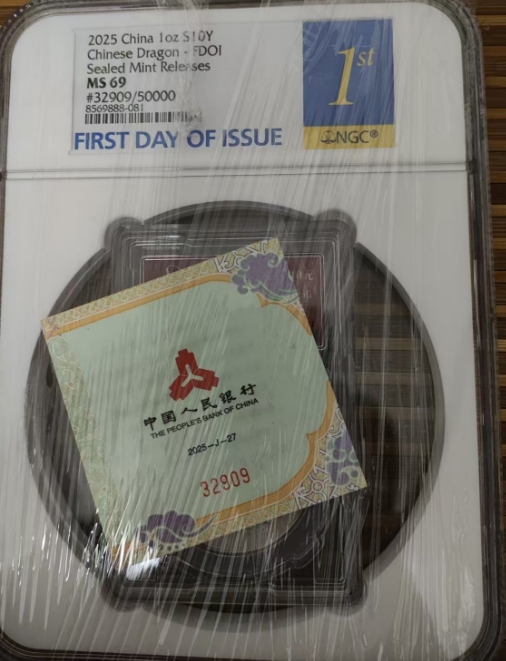 2025 China 1oz S10Y
Chinese Dragon - FDOI
Sealed Mint Releases
MS 69
#32909/50000
8569888-081
FIRST DAY OF ISSUE
1st
NGC®
中国人民银行
THE PEOPLE'S BANK OF CHINA
2025-J-27
32909